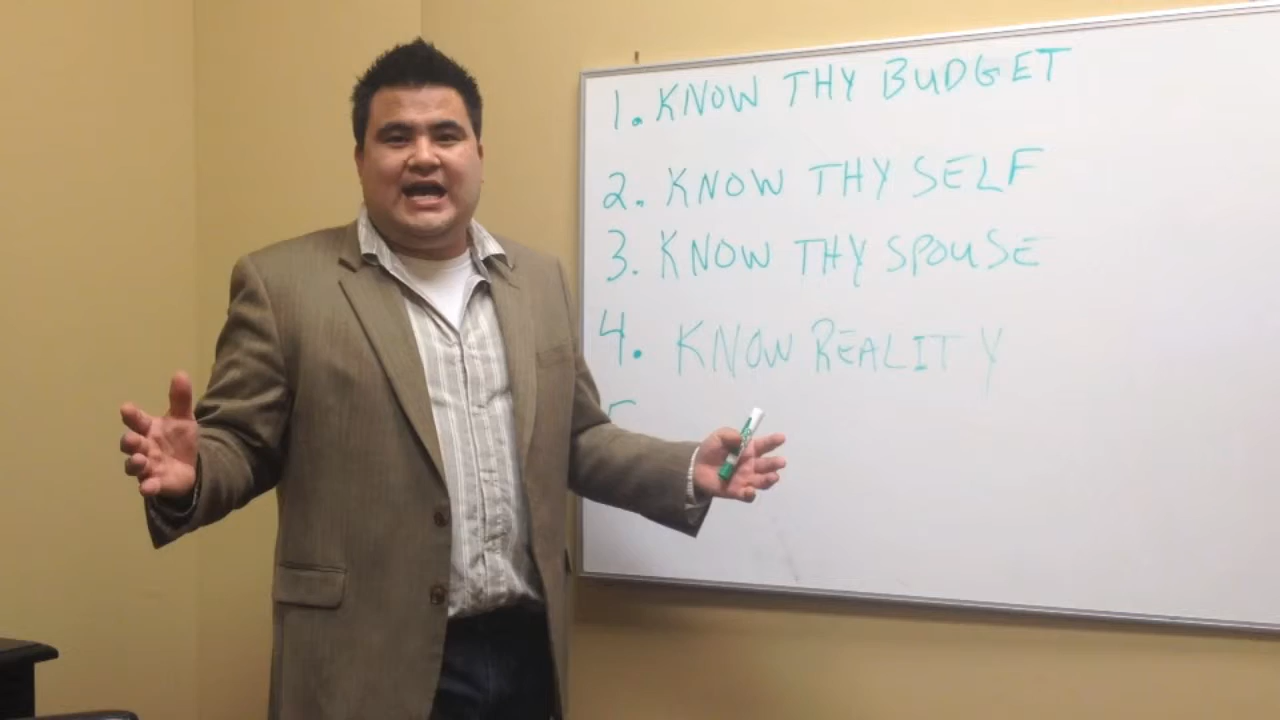 1. KNOW THY BUDGET
2. KNOW THY SELF
3. KNOW THY SPOUSE
4. KNOW REALITY